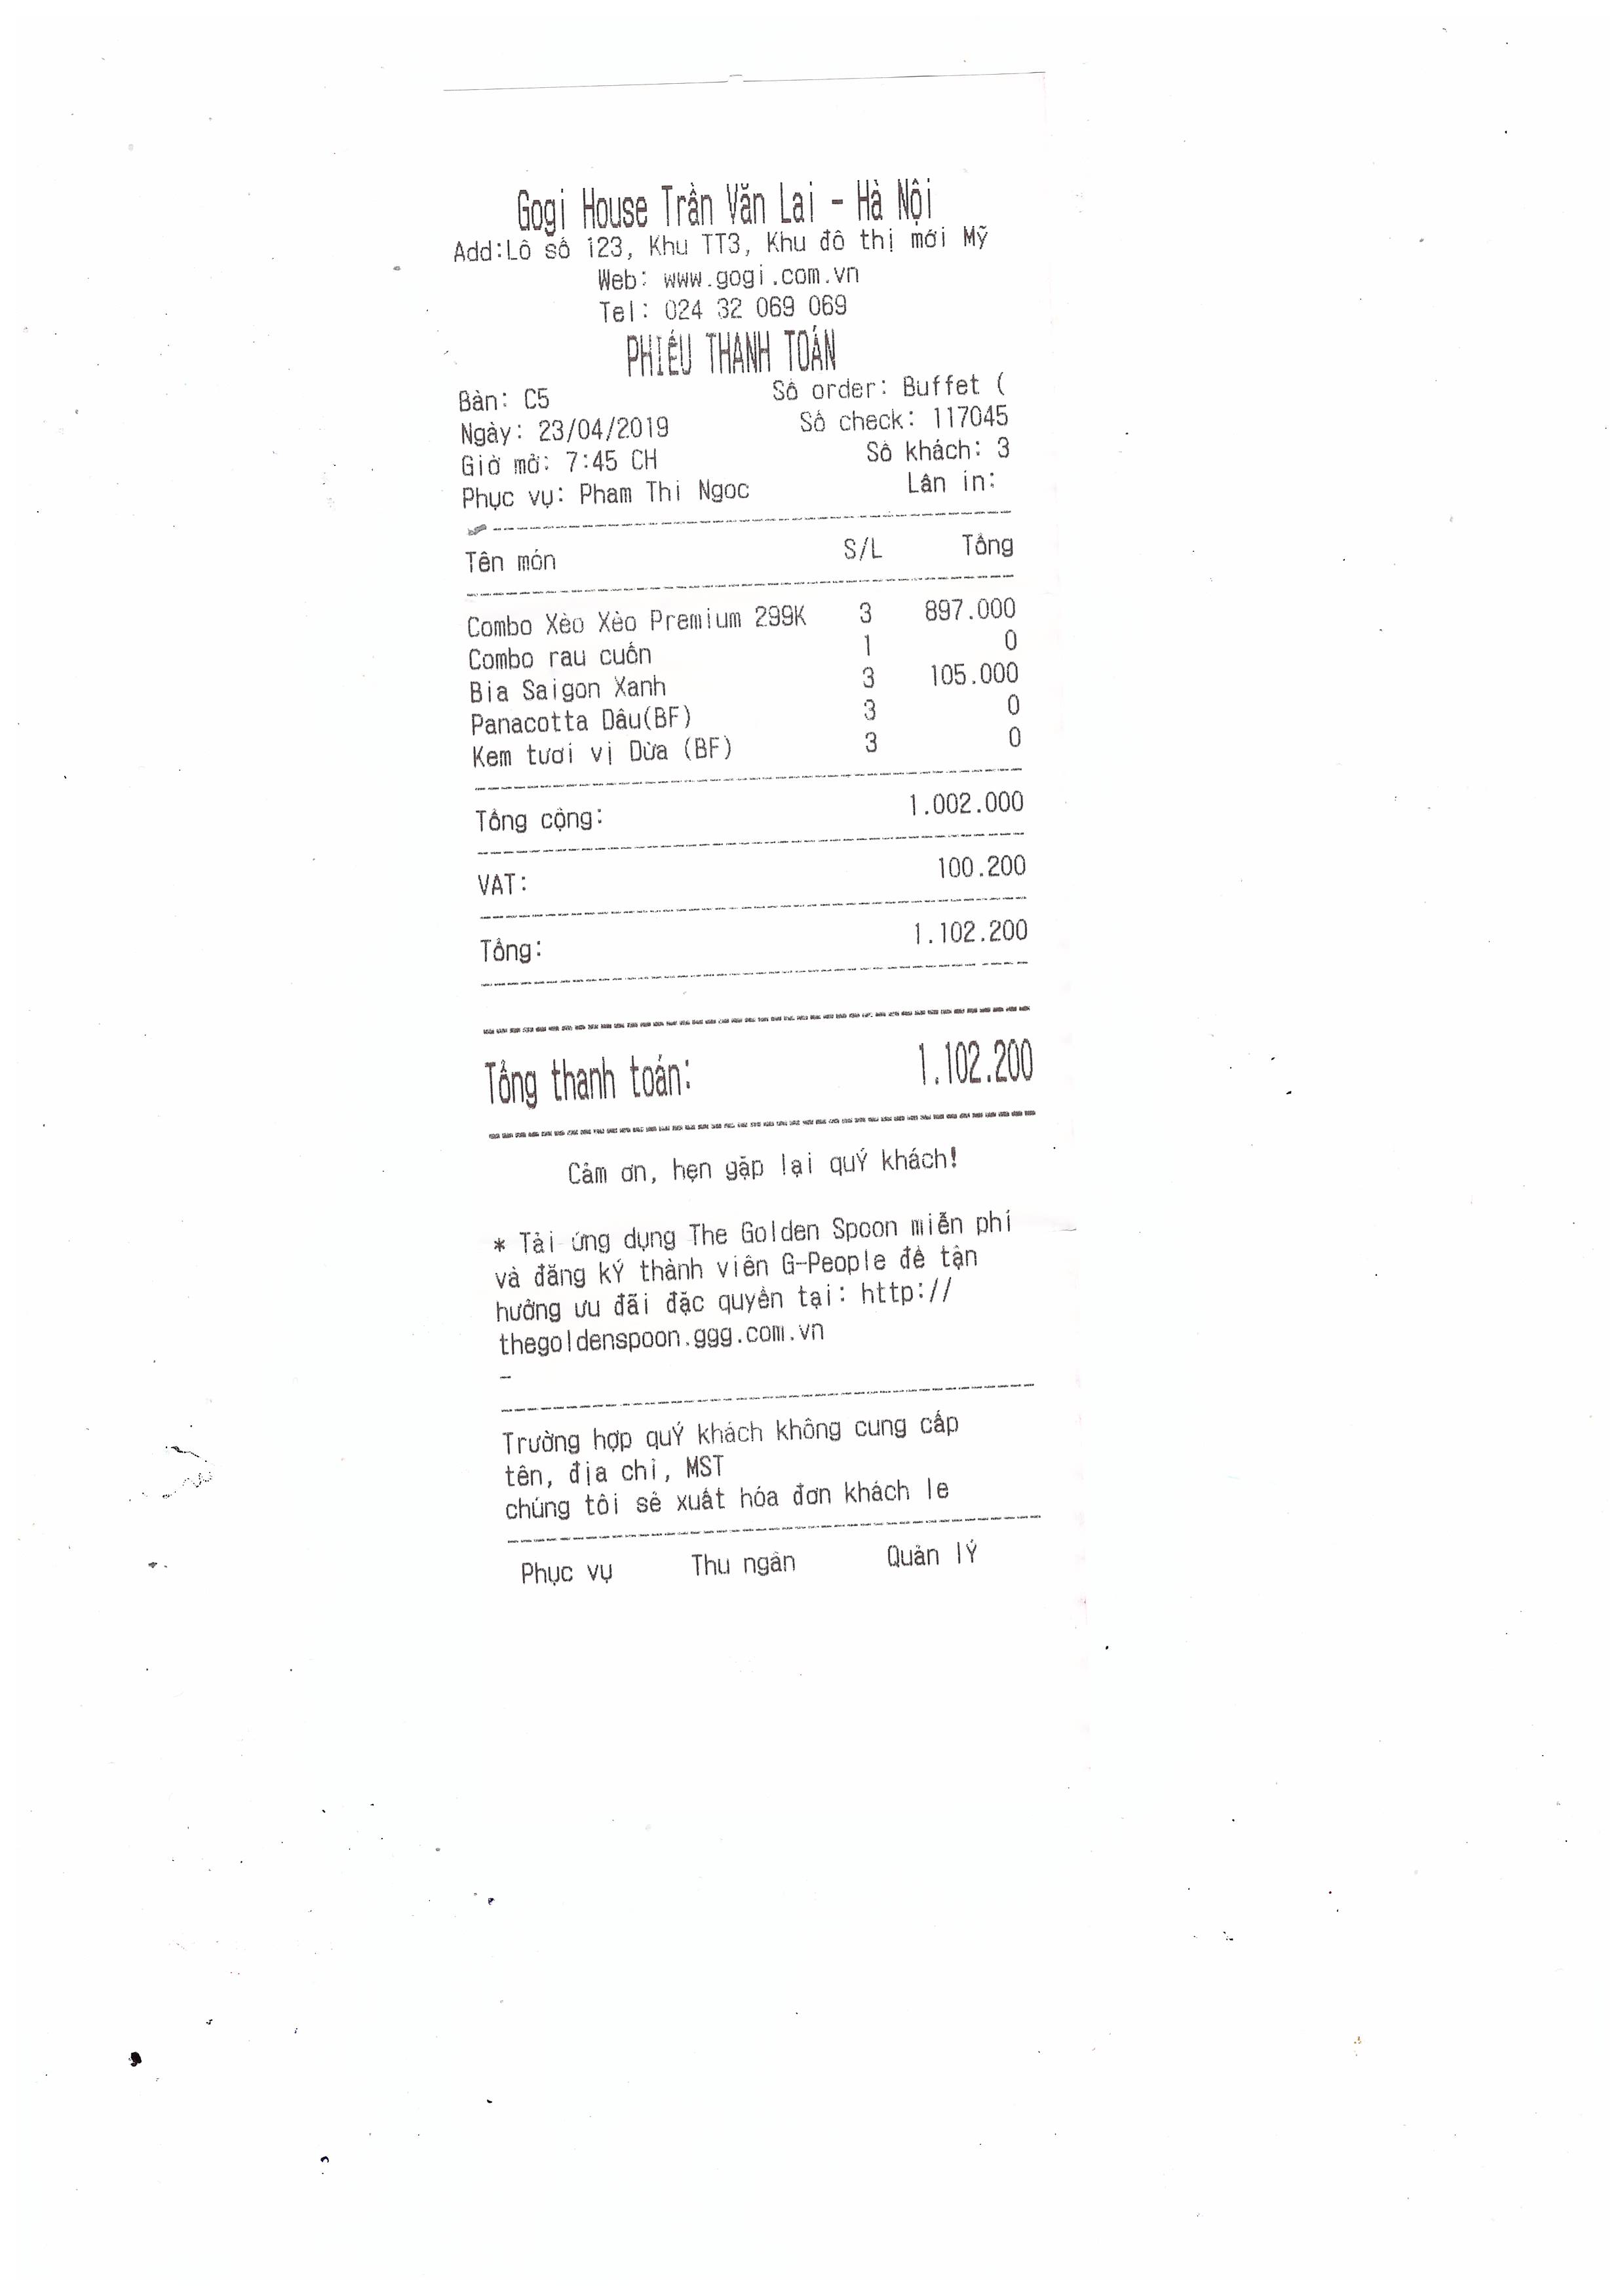 Gogi House Trần Văn Lai - Hà Nội
Add:Lô số 123, Khu TT3, Khu đô thị mới Mỹ
Web: www.gogi.com.vn
Tel: 024 32 069 069
PHIẾU THANH TOÁN
Bàn: C5 Số order: Buffet (
Ngày: 23/04/2019 Số check: 117045
Giờ mở: 7:45 CH Số khách: 3
Phục vụ: Pham Thi Ngoc Lần in:
Tên món S/L Tổng
Combo Xèo Xèo Premium 299K 3 897.000
Combo rau cuốn 1 0
Bia Saigon Xanh 3 105.000
Panacotta Dâu(BF) 3 0
Kem tươi vị Dừa (BF) 3 0
Tổng cộng: 1.002.000
VAT: 100.200
Tổng: 1.102.200
Tổng thanh toán: 1.102.200
Cảm ơn, hẹn gặp lại quÝ khách!
* Tải ứng dụng The Golden Spoon miễn phí
và đăng kÝ thành viên G-People để tận
hưởng ưu đãi đặc quyền tại: http://
thegoldenspoon.ggg.com.vn
-
Trường hợp quÝ khách không cung cấp
tên, địa chỉ, MST
chúng tôi sẽ xuất hóa đơn khách le
Phục vụ Thu ngân Quản lÝ